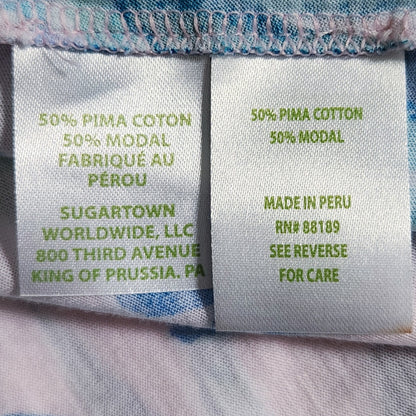 50% PIMA COTON
50% MODAL
FABRIQUÉ AU
PÉROU
SUGARTOWN
WORLDWIDE, LLC
800 THIRD AVENUE
KING OF PRUSSIA. PA
50% PIMA COTTON
50% MODAL
MADE IN PERU
RN# 88189
SEE REVERSE
FOR CARE